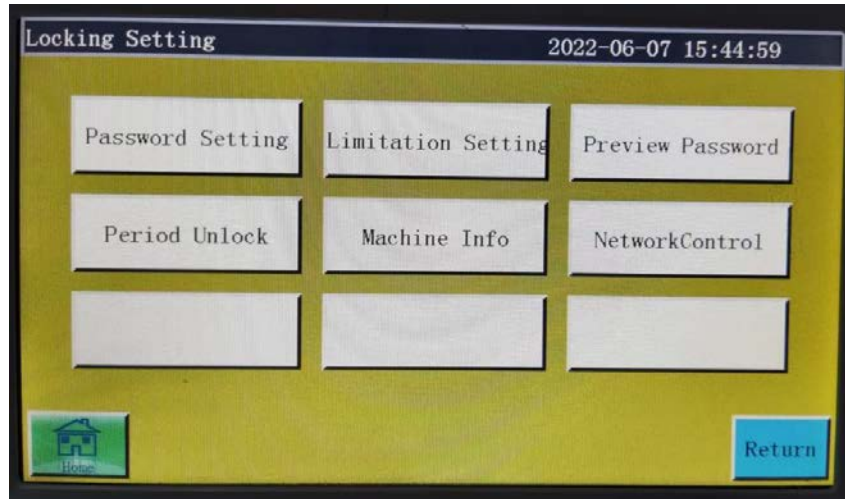 Locking Setting
2022-06-07 15:44:59
Password Setting
Limitation Setting
Preview Password
Period Unlock
Machine Info
NetworkControl
Home
Return